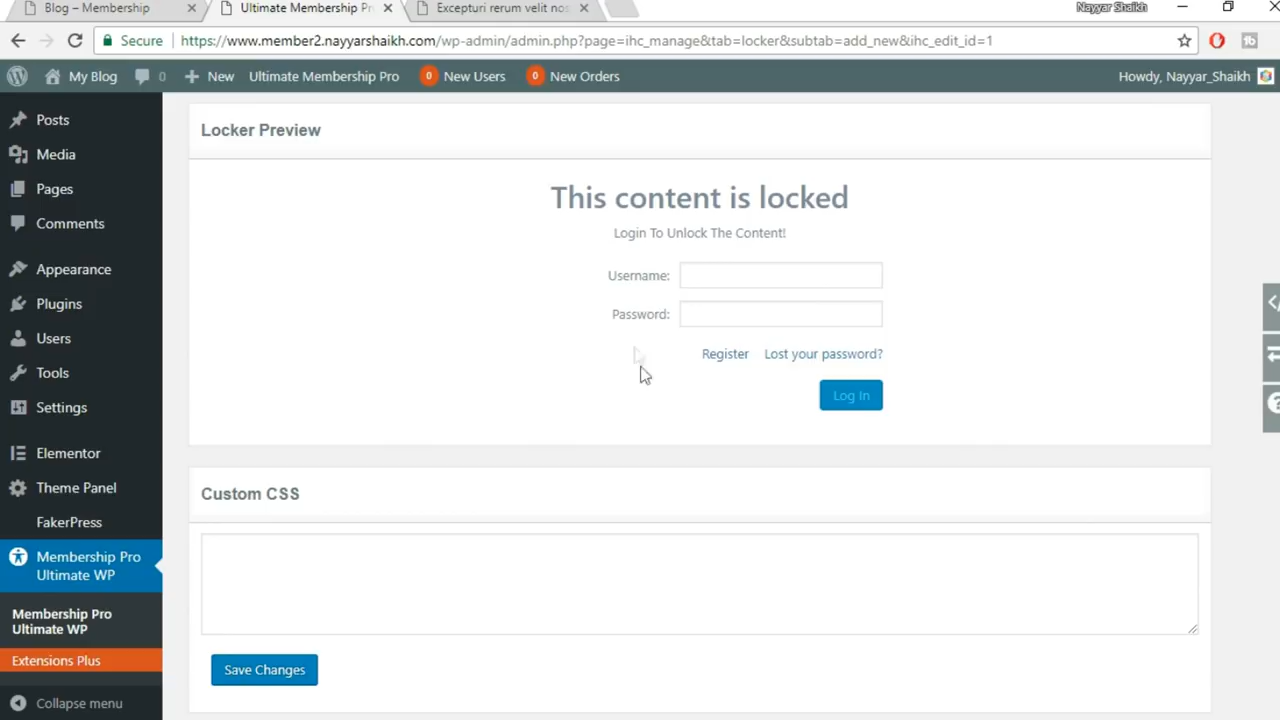 Blog – Membership
Ultimate Membership Pr
Excepturi rerum velit nos
Nayyar Shaikh
Secure
https://www.member2.nayyarshaikh.com/wp-admin/admin.php?page=ihc_manage&tab=locker&subtab=add_new&ihc_edit_id=1
My Blog
0
New
Ultimate Membership Pro
0
New Users
0
New Orders
Howdy, Nayyar_Shaikh
Posts
Media
Pages
Comments
Appearance
Plugins
Users
Tools
Settings
Elementor
Theme Panel
FakerPress
Membership Pro
Ultimate WP
Membership Pro
Ultimate WP
Extensions Plus
Collapse menu
Locker Preview
This content is locked
Login To Unlock The Content!
Username:
Password:
Register
Lost your password?
Log In
Custom CSS
Save Changes